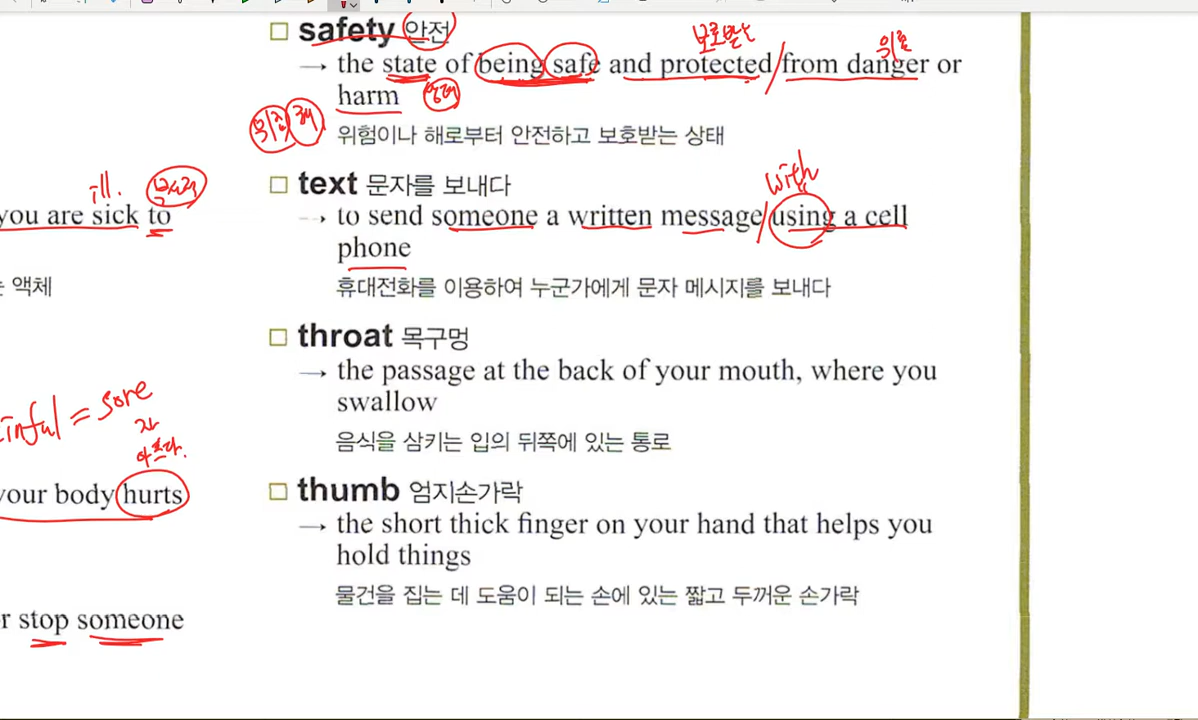 you are sick to
ill.
는 액체
inful = sore
아프다.
your body hurts
r stop someone
safety 안전
→ the state of being safe and protected/from danger or
보호받는
harm
위험이나 해로부터 안전하고 보호받는 상태
text 문자를 보내다
with
→ to send someone a written message/using a cell
phone
휴대전화를 이용하여 누군가에게 문자 메시지를 보내다
throat 목구멍
→ the passage at the back of your mouth, where you
swallow
음식을 삼키는 입의 뒤쪽에 있는 통로
thumb 엄지손가락
→ the short thick finger on your hand that helps you
hold things
물건을 집는 데 도움이 되는 손에 있는 짧고 두꺼운 손가락